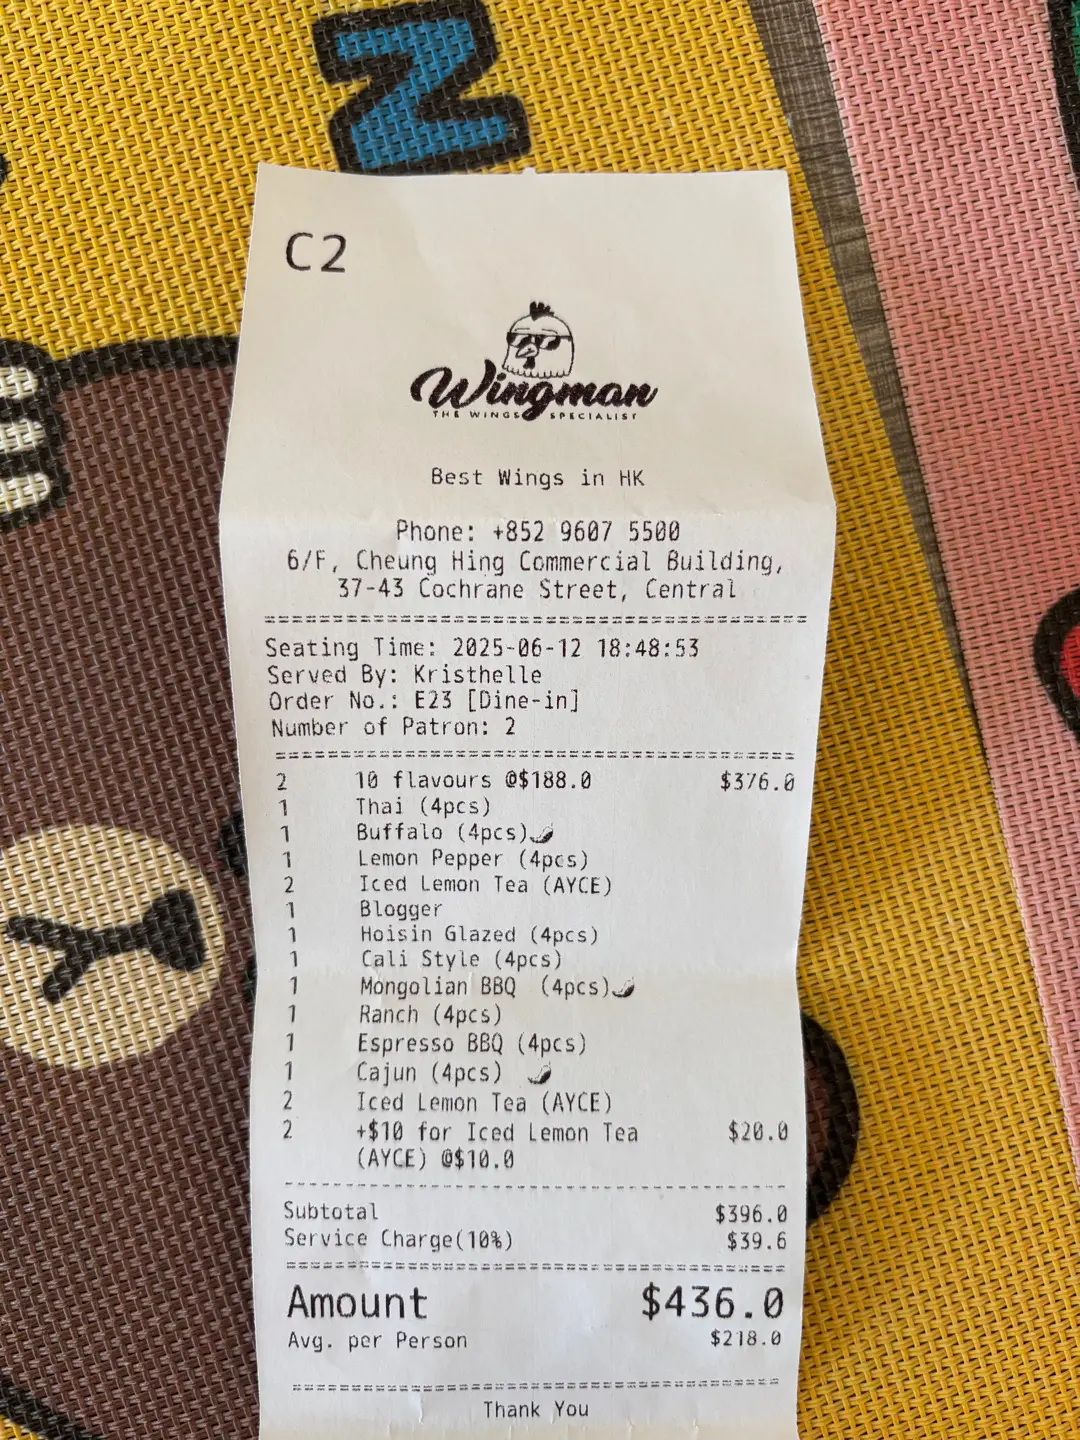 N
C2
Wingman
THE WINGS SPECIALIST
Best Wings in HK
Phone: +852 9607 5500
6/F, Cheung Hing Commercial Building,
37-43 Cochrane Street, Central
Seating Time: 2025-06-12 18:48:53
Served By: Kristhelle
Order No.: E23 [Dine-in]
Number of Patron: 2
2 10 flavours @$188.0 $376.0
1 Thai (4pcs)
1 Buffalo (4pcs)
1 Lemon Pepper (4pcs)
2 Iced Lemon Tea (AYCE)
1 Blogger
1 Hoisin Glazed (4pcs)
1 Cali Style (4pcs)
1 Mongolian BBQ (4pcs)
1 Ranch (4pcs)
1 Espresso BBQ (4pcs)
1 Cajun (4pcs)
2 Iced Lemon Tea (AYCE)
2 +$10 for Iced Lemon Tea $20.0
(AYCE) @$10.0
Subtotal $396.0
Service Charge(10%) $39.6
Amount $436.0
Avg. per Person $218.0
Thank You